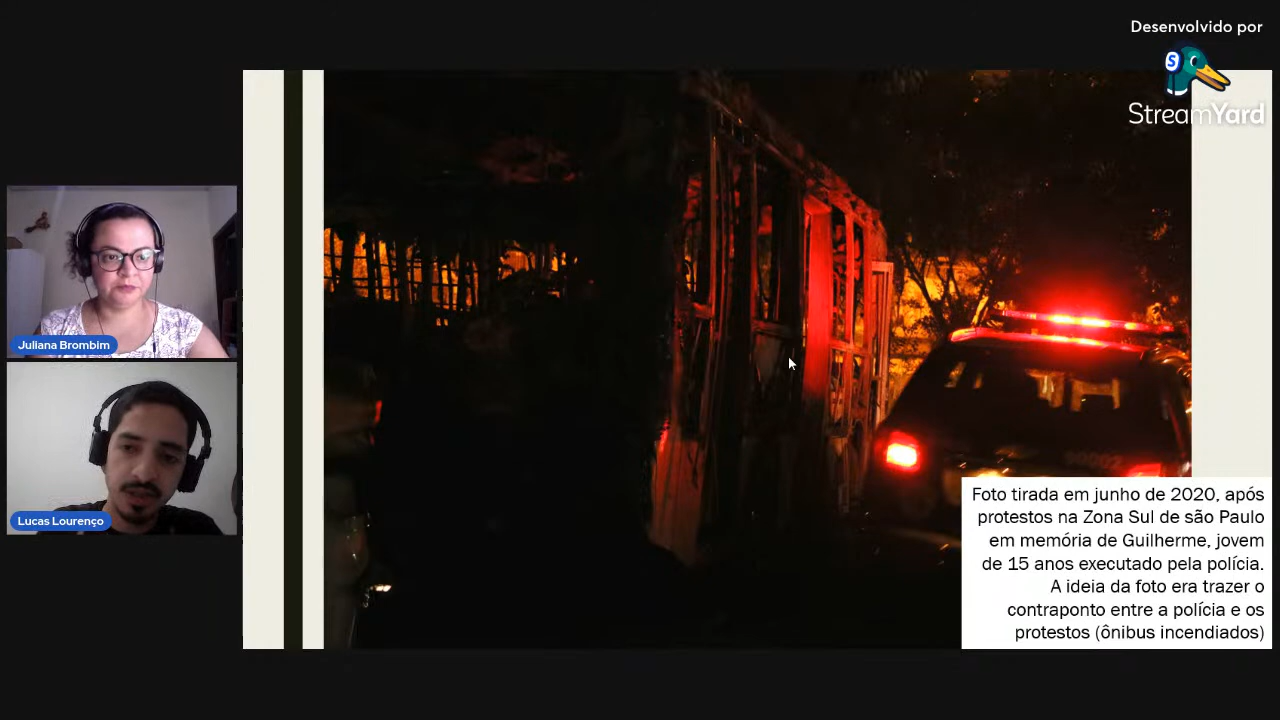 Desenvolvido por
StreamYard
Juliana Brombim
Lucas Lourenço
Foto tirada em junho de 2020, após
protestos na Zona Sul de são Paulo
em memória de Guilherme, jovem
de 15 anos executado pela polícia.
A ideia da foto era trazer o
contraponto entre a polícia e os
protestos (ônibus incendiados)